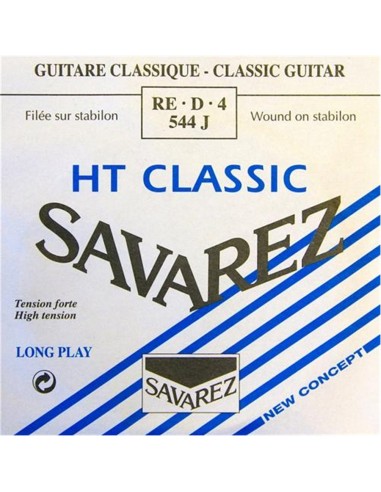 GUITARE CLASSIQUE - CLASSIC GUITAR
RE · D · 4
544 J
Filée sur stabilon
Wound on stabilon
HT CLASSIC
SAVAREZ
Tension forte
High tension
LONG PLAY
SAVAREZ
NEW CONCEPT